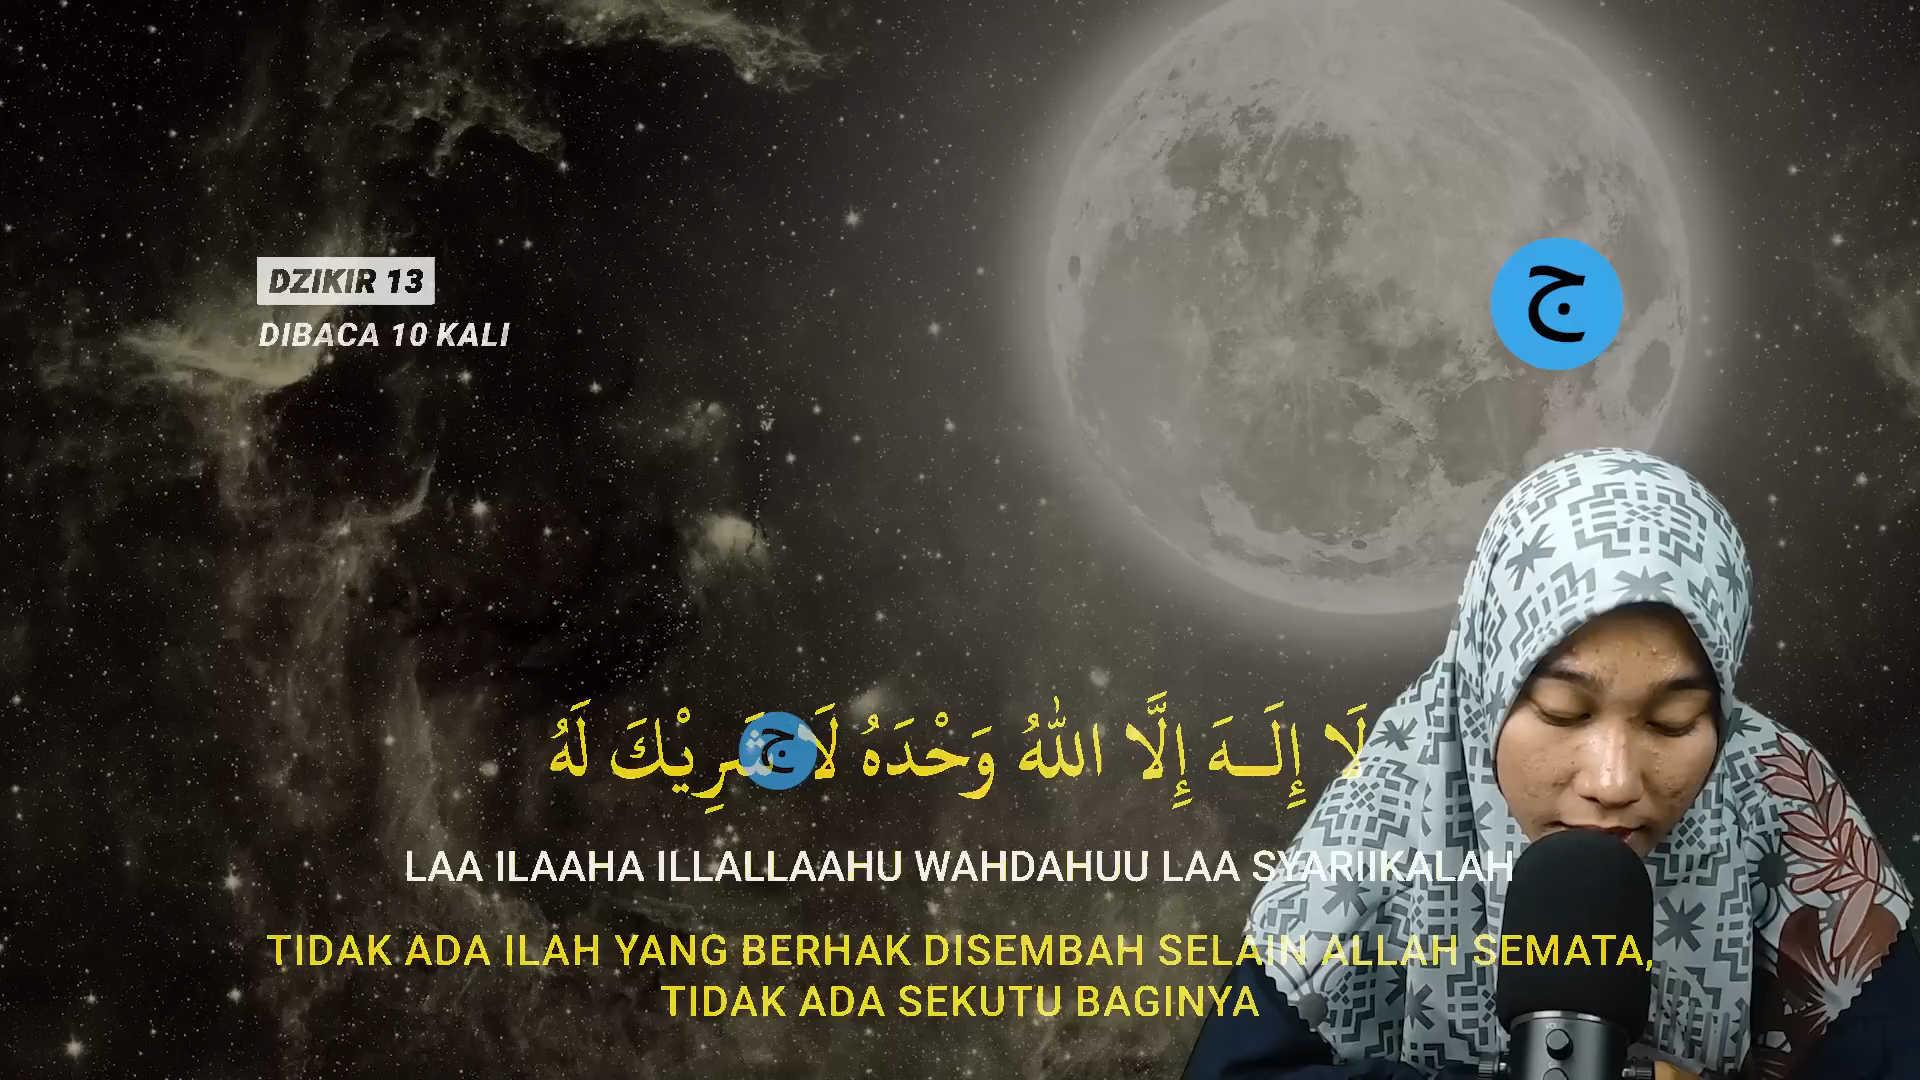 DZIKIR 13
DIBACA 10 KALI
ج
لَا إِلَـهَ إِلَّا اللهُ وَحْدَهُ لَا شَرِيْكَ لَهُ
ج
LAA ILAAHA ILLALLAAHU WAHDAHUU LAA SYARIIKALAH
TIDAK ADA ILAH YANG BERHAK DISEMBAH SELAIN ALLAH SEMATA,
TIDAK ADA SEKUTU BAGINYA